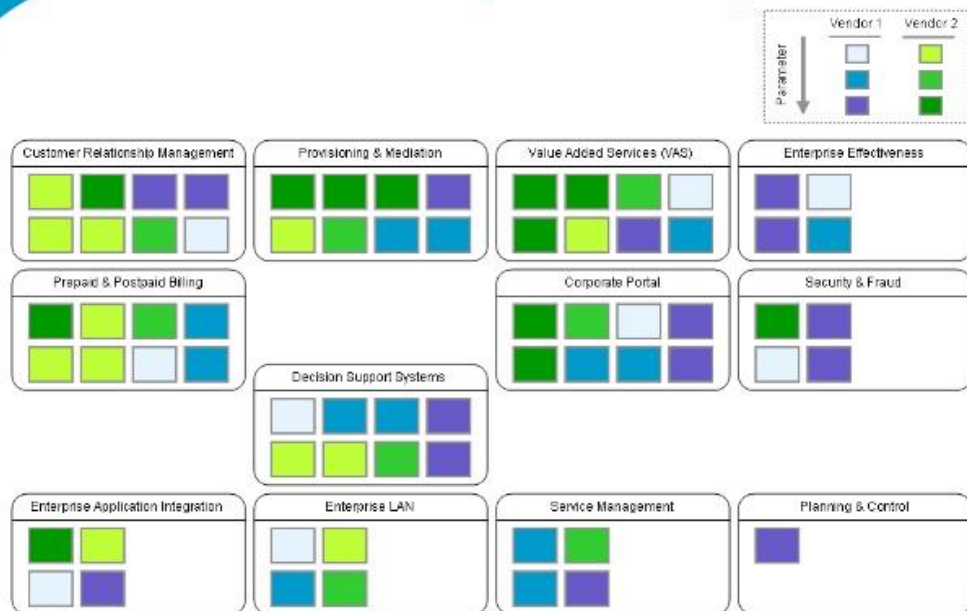 Vendor 1 Vendor 2
Parameter
Customer Relationship Management
Provisioning & Mediation
Value Added Services (VAS)
Enterprise Effectiveness
Prepaid & Postpaid Billing
Corporate Portal
Security & Fraud
Decision Support Systems
Enterprise Application Integration
Enterprise LAN
Service Management
Planning & Control